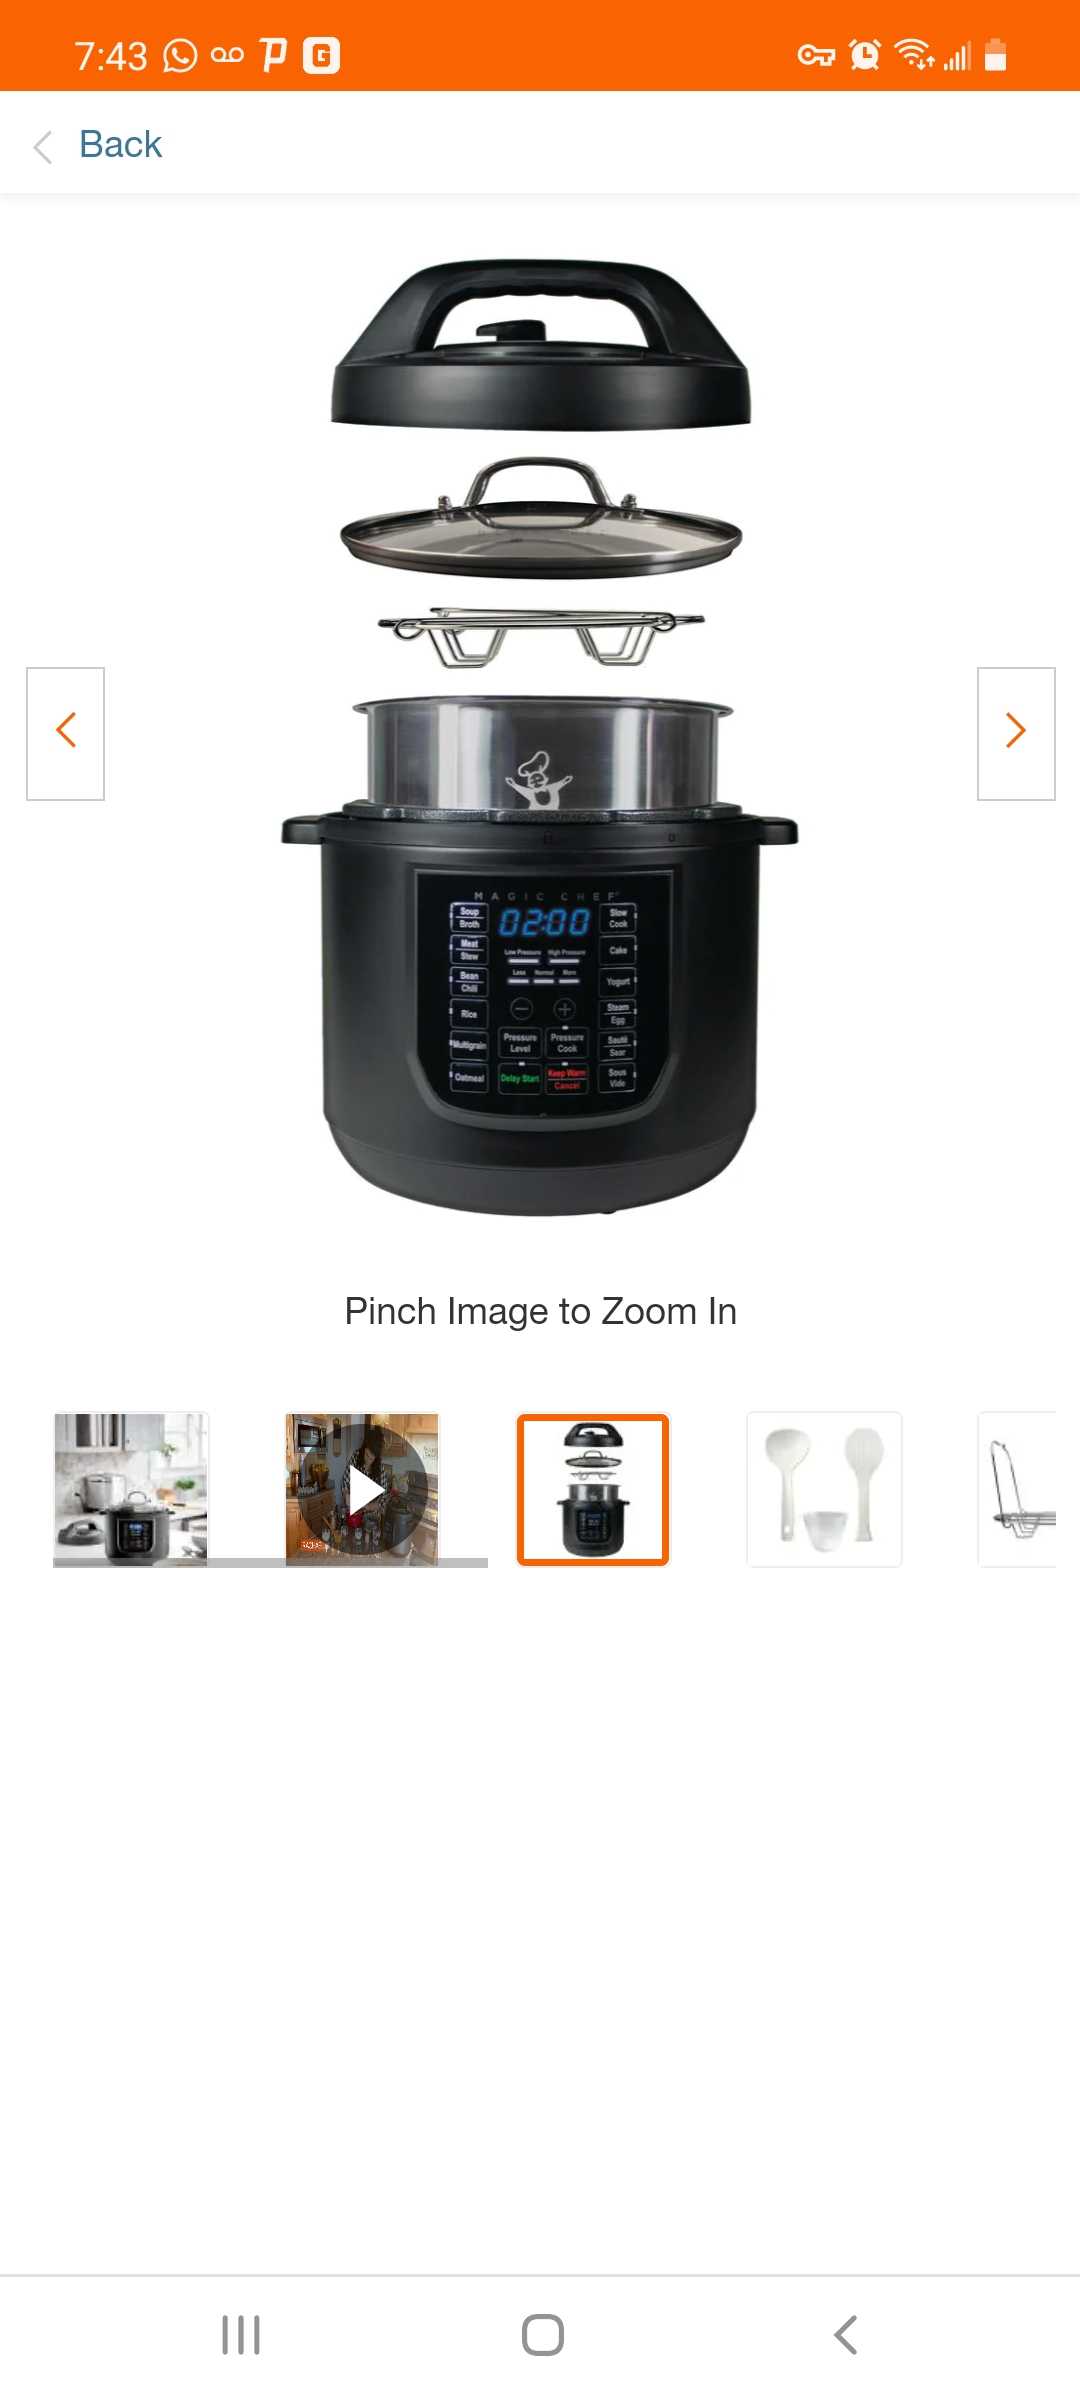 7:43
Back
MAGIC CHEF
Soup
Broth
02:00
Slow
Cook
Meat
Stew
Low Pressure High Pressure
Cake
Less Normal More
Bean
Chili
Yogurt
Rice
Steam
Egg
Multigrain
Pressure
Level
Pressure
Cook
Sauté
Sear
Oatmeal
Delay Start
Keep Warm
Cancel
Sous
Vide
Pinch Image to Zoom In